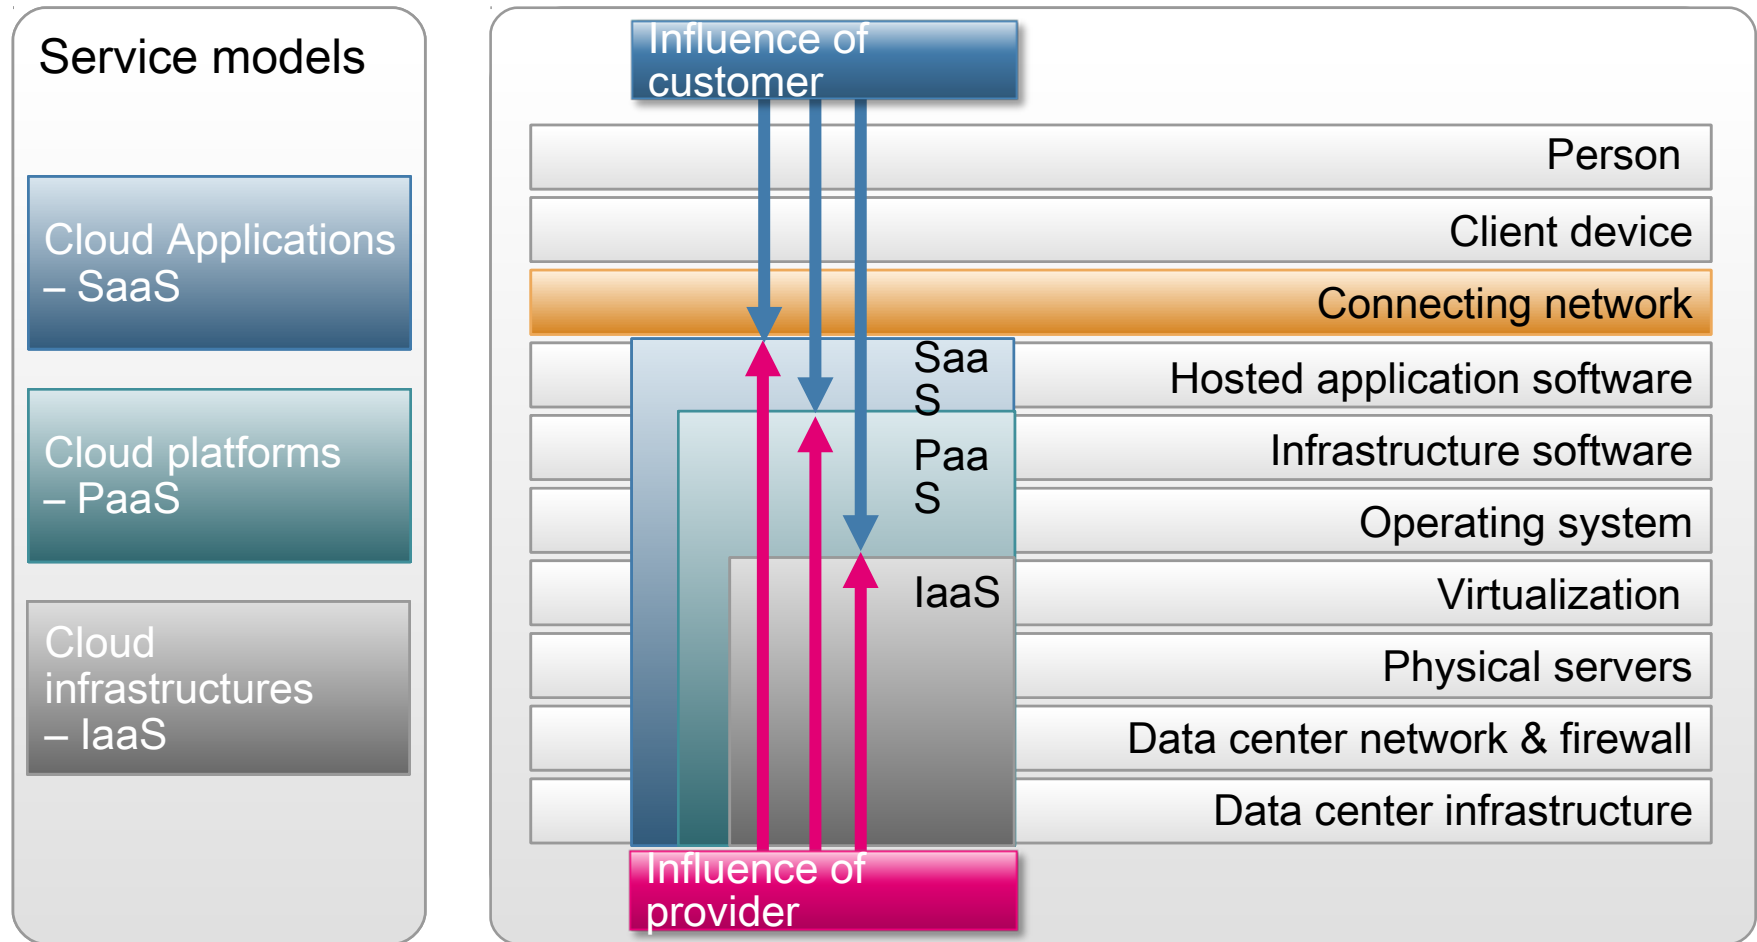 Service models
Cloud Applications
– SaaS
Cloud platforms
– PaaS
Cloud
infrastructures
– IaaS
Influence of
customer
Person
Client device
Connecting network
Saa
S
Hosted application software
Paa
S
Infrastructure software
Operating system
IaaS
Virtualization
Physical servers
Data center network & firewall
Data center infrastructure
Influence of
provider